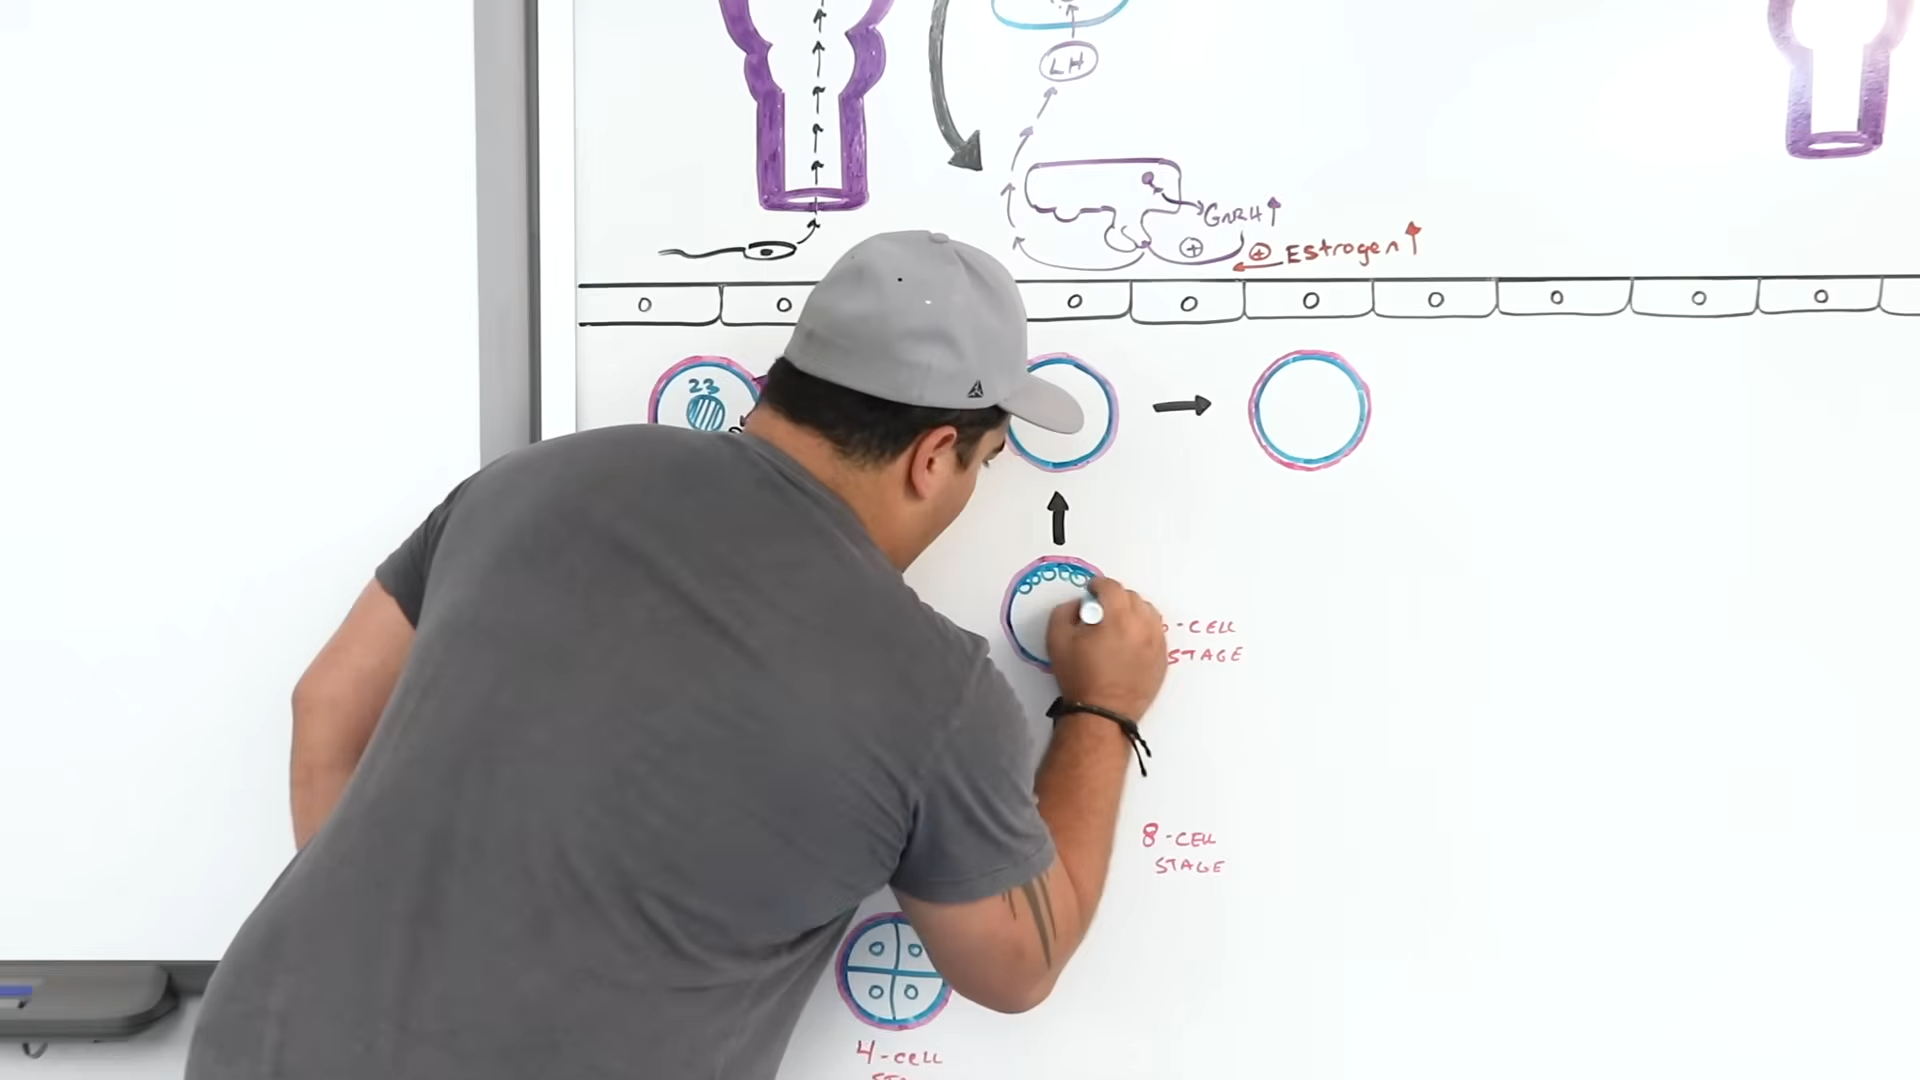 LH
GnRH↑
+
+ Estrogen↑
23
-CELL
STAGE
8-CELL
STAGE
4-CELL